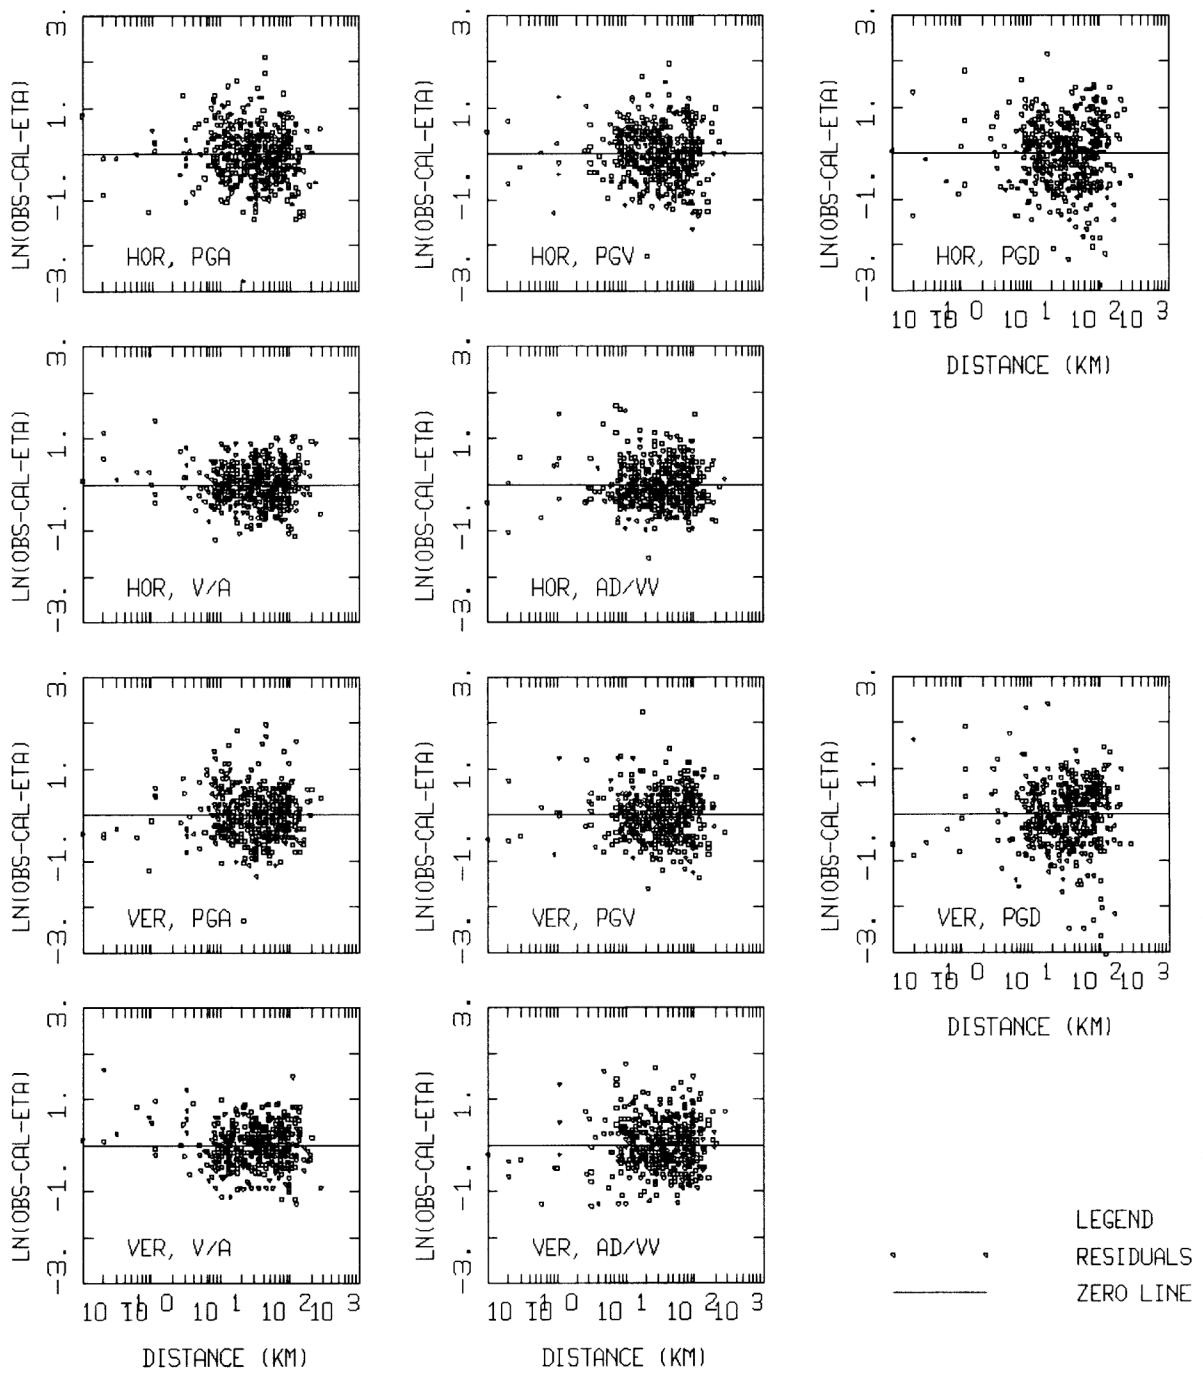 3.
1.
-1.
-3.
LN(OBS-CAL-ETA)
HOR, PGA
3.
1.
-1.
-3.
LN(OBS-CAL-ETA)
HOR, PGV
3.
1.
-1.
-3.
LN(OBS-CAL-ETA)
HOR, PGD
10 -1 10 0 10 1 10 2 10 3
DISTANCE (KM)
3.
1.
-1.
-3.
LN(OBS-CAL-ETA)
HOR, V/A
3.
1.
-1.
-3.
LN(OBS-CAL-ETA)
HOR, AD/VV
3.
1.
-1.
-3.
LN(OBS-CAL-ETA)
VER, PGA
3.
1.
-1.
-3.
LN(OBS-CAL-ETA)
VER, PGV
3.
1.
-1.
-3.
LN(OBS-CAL-ETA)
VER, PGD
10 -1 10 0 10 1 10 2 10 3
DISTANCE (KM)
3.
1.
-1.
-3.
LN(OBS-CAL-ETA)
VER, V/A
10 -1 10 0 10 1 10 2 10 3
DISTANCE (KM)
3.
1.
-1.
-3.
LN(OBS-CAL-ETA)
VER, AD/VV
10 -1 10 0 10 1 10 2 10 3
DISTANCE (KM)
LEGEND
RESIDUALS
ZERO LINE